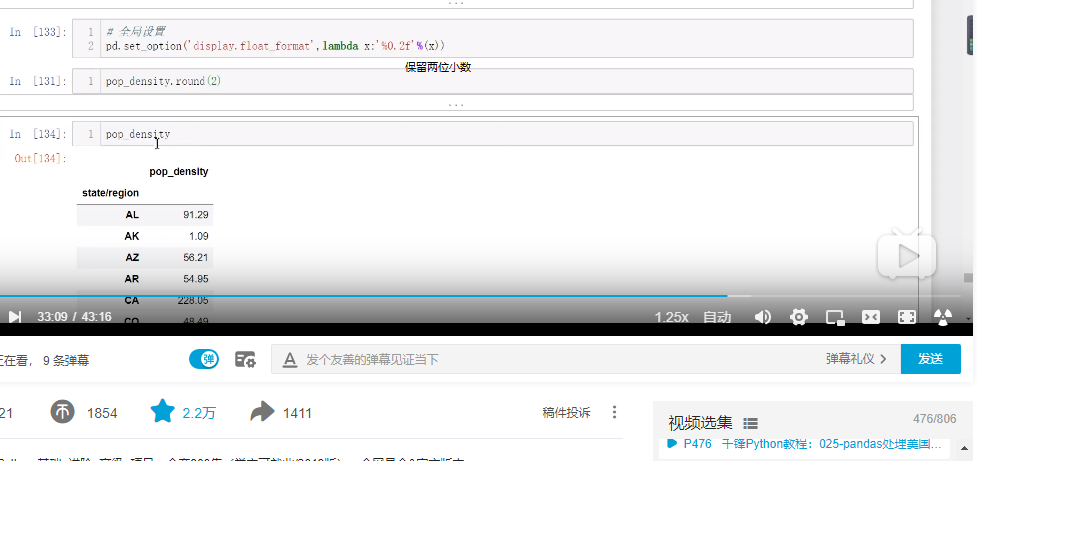 ...
In [133]:
1 # 全局设置
2 pd.set_option('display.float_format',lambda x:'%0.2f'%(x))
保留两位小数
In [131]: 1 pop_density.round(2)
...
In [134]: 1 pop_density
Out[134]:
pop_density
state/region
AL 91.29
AK 1.09
AZ 56.21
AR 54.95
CA 228.05
CO 48.49
33:09 / 43:16 1.25x 自动
正在看， 9 条弹幕 弹 A 发个友善的弹幕见证当下 弹幕礼仪 > 发送
21 币 1854 2.2万 1411 稿件投诉
视频选集 476/806
P476 千锋Python教程：025-pandas处理美国...